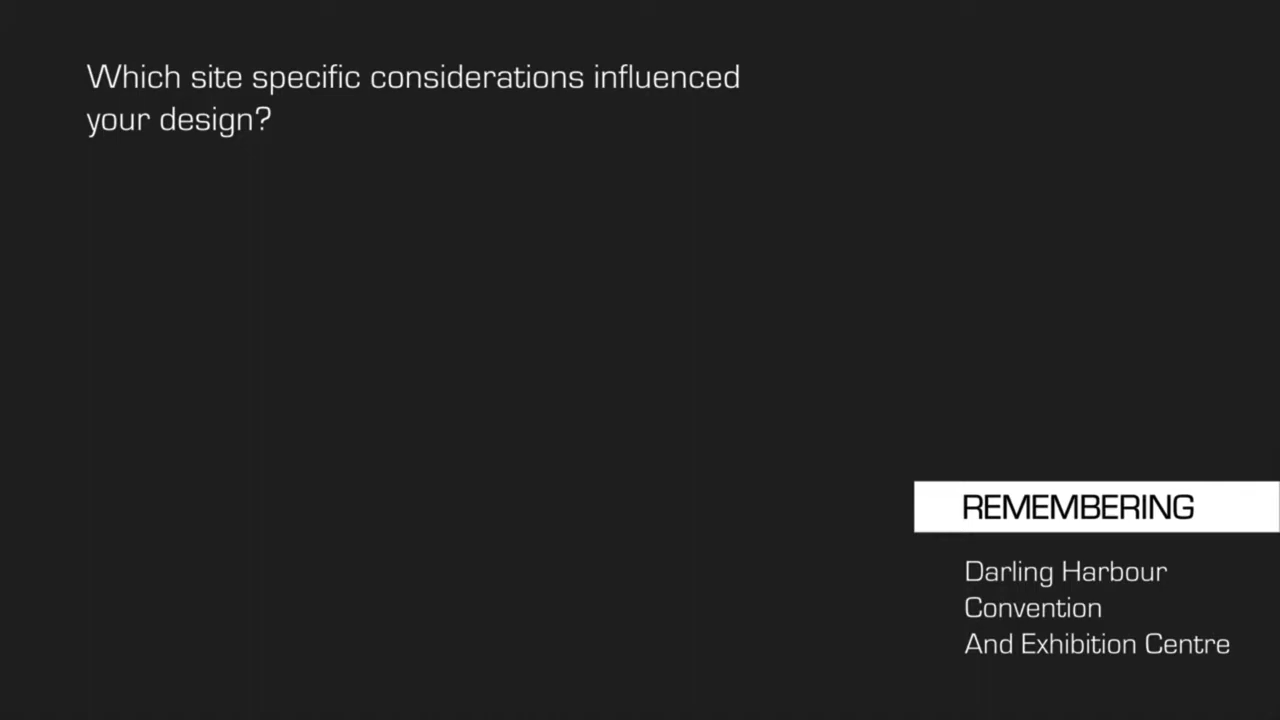 Which site specific considerations influenced
your design?
REMEMBERING
Darling Harbour
Convention
And Exhibition Centre